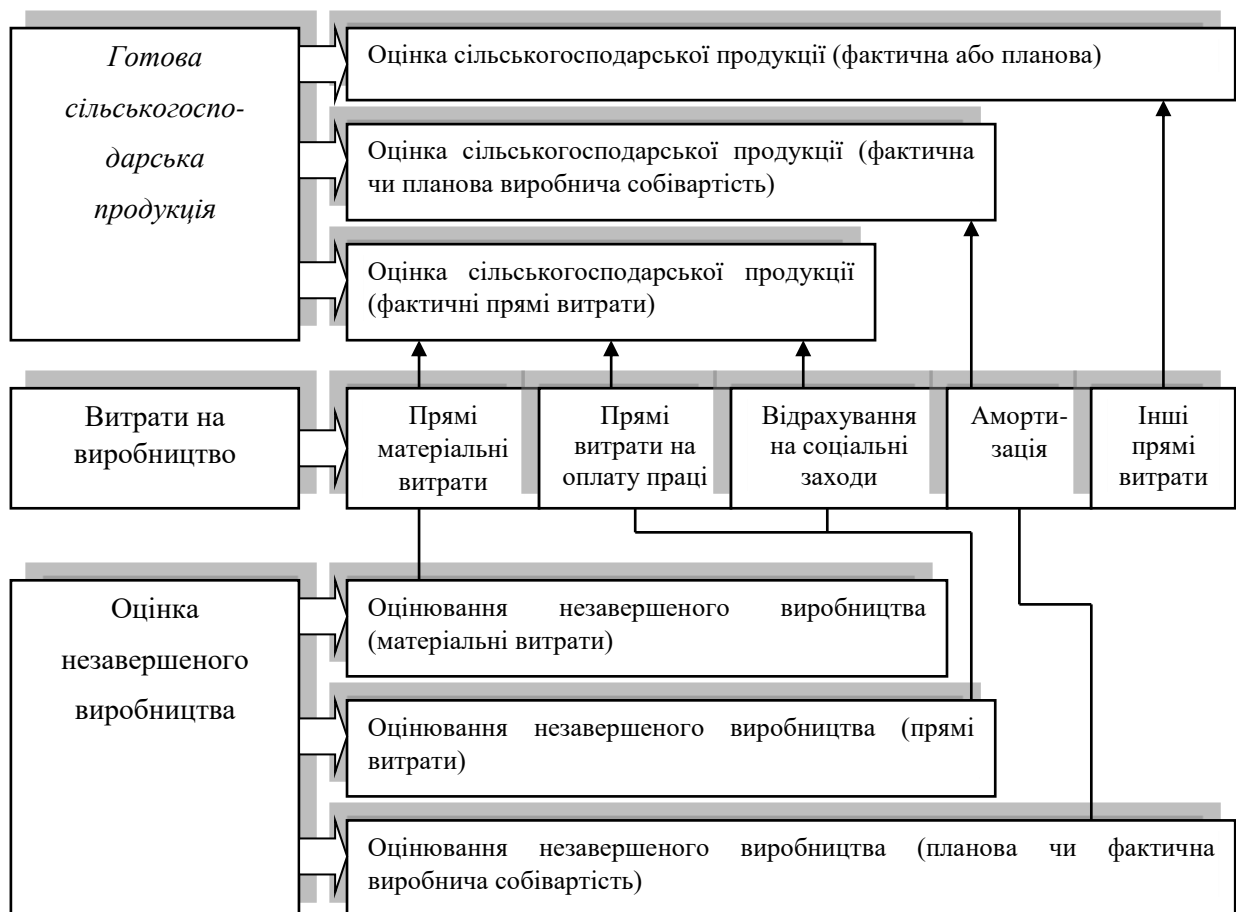 Готова
сільськогоспо-
дарська
продукція
Оцінка сільськогосподарської продукції (фактична або планова)
Оцінка сільськогосподарської продукції (фактична
чи планова виробнича собівартість)
Оцінка сільськогосподарської продукції
(фактичні прямі витрати)
Витрати на
виробництво
Прямі
матеріальні
витрати
Прямі
витрати на
оплату праці
Відрахування
на соціальні
заходи
Аморти-
зація
Інші
прямі
витрати
Оцінка
незавершеного
виробництва
Оцінювання незавершеного виробництва
(матеріальні витрати)
Оцінювання незавершеного виробництва (прямі
витрати)
Оцінювання незавершеного виробництва (планова чи фактична
виробнича собівартість)